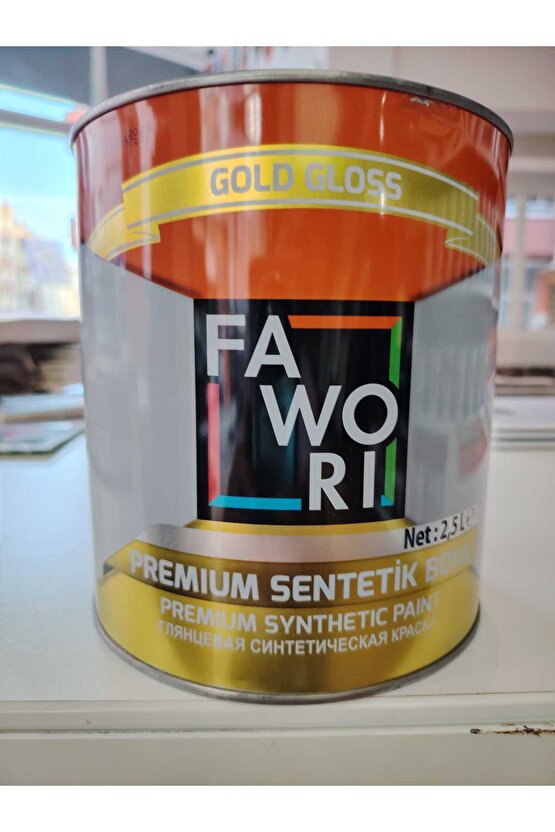 GOLD GLOSS
FA
WO
RI
Net: 2,5 L
PREMIUM SENTETİK
PREMIUM SYNTHETIC PAINT
ГЛЯНЦЕВАЯ СИНТЕТИЧЕСКАЯ КРАСКА